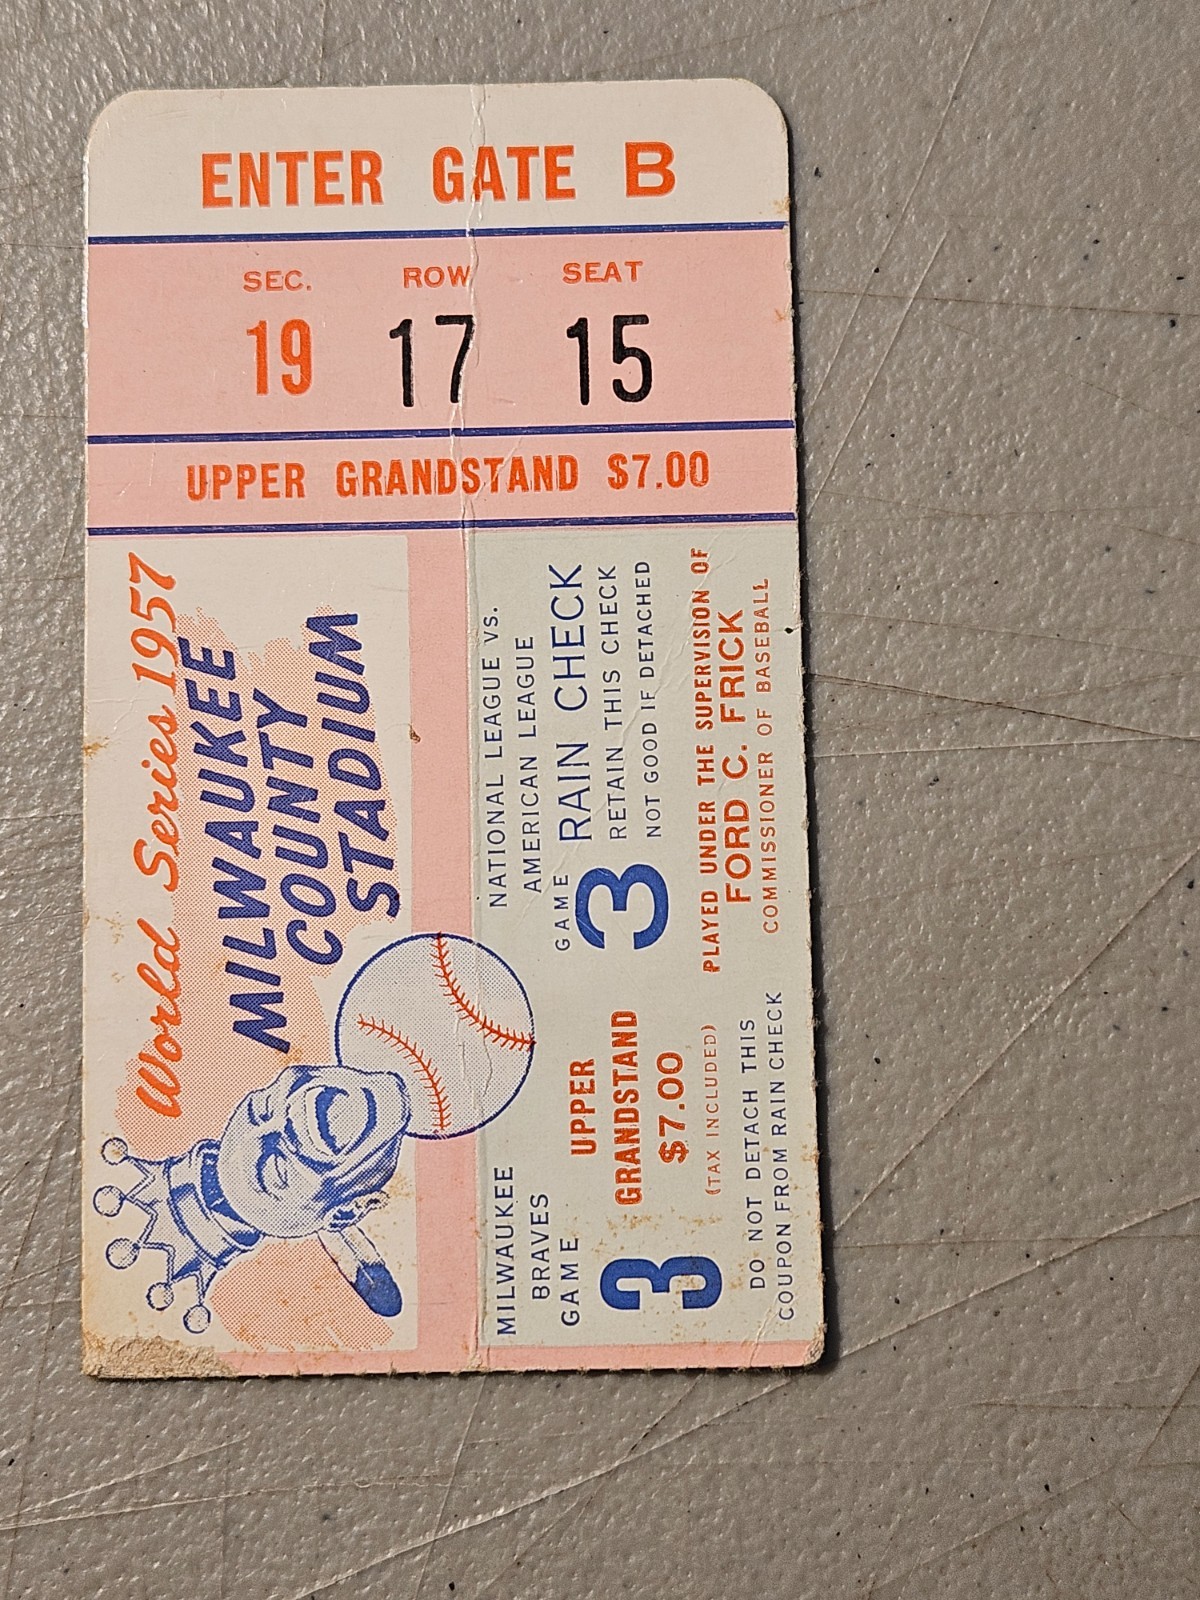 ENTER GATE B
SEC. ROW SEAT
19 17 15
UPPER GRANDSTAND $7.00
World Series 1957
MILWAUKEE
COUNTY
STADIUM
NATIONAL LEAGUE VS.
AMERICAN LEAGUE
GAME
3
RAIN CHECK
RETAIN THIS CHECK
NOT GOOD IF DETACHED
PLAYED UNDER THE SUPERVISION OF
FORD C. FRICK
COMMISSIONER OF BASEBALL
MILWAUKEE
BRAVES
GAME
3
UPPER
GRANDSTAND
$7.00
(TAX INCLUDED)
DO NOT DETACH THIS
COUPON FROM RAIN CHECK